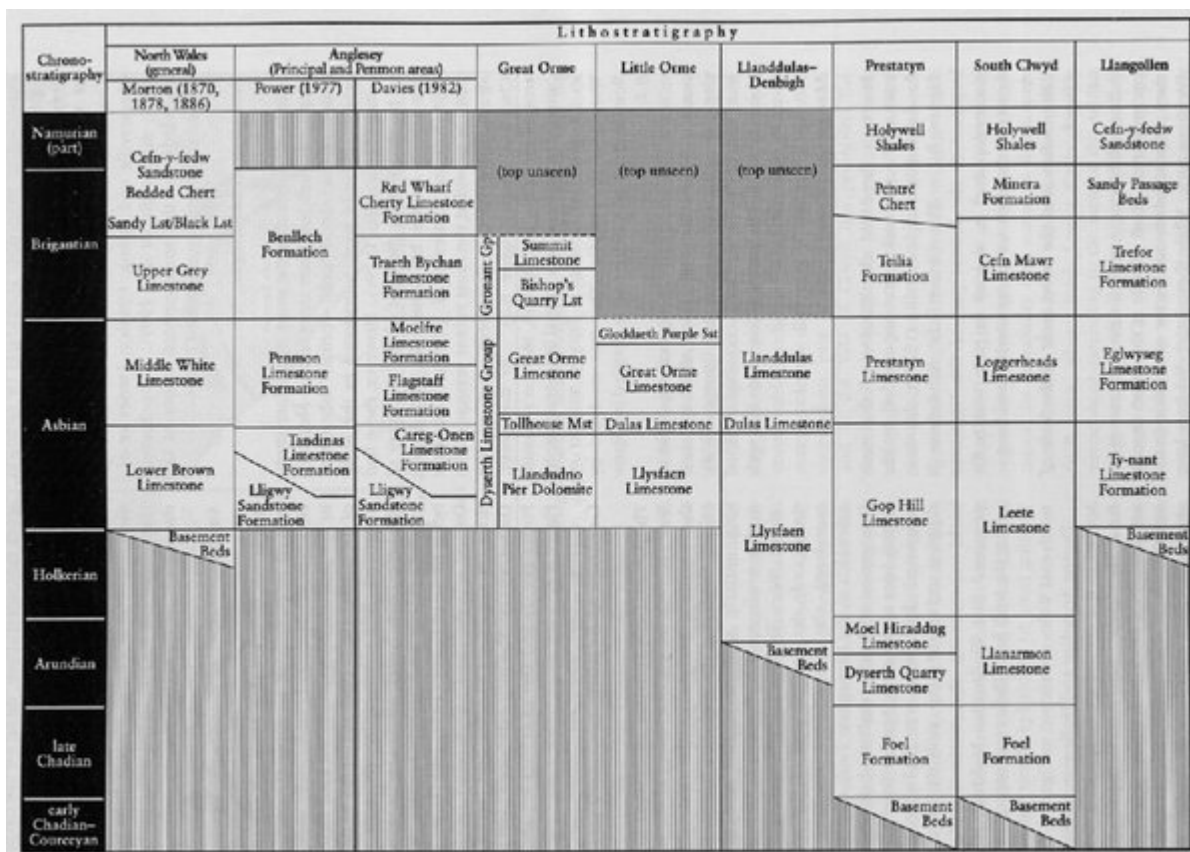 Lithostratigraphy
Chrono-
stratigraphy
North Wales
(general)
Morton (1870,
1878, 1886)
Anglesey
(Principal and Penmon areas)
Power (1977)
Davies (1982)
Great Orme
Little Orme
Llanddulas–
Denbigh
Prestatyn
South Clwyd
Llangollen
Namurian
(part)
Brigantian
Asbian
Holkerian
Arundian
late
Chadian
early
Chadian–
Courceyan
Cefn-y-fedw
Sandstone
Bedded Chert
Sandy Lst/Black Lst
Upper Grey
Limestone
Middle White
Limestone
Lower Brown
Limestone
Basement
Beds
Benllech
Formation
Penmon
Limestone
Formation
Tandinas
Limestone
Formation
Lligwy
Sandstone
Formation
Red Wharf
Cherty Limestone
Formation
Traeth Bychan
Limestone
Formation
Moelfre
Limestone
Formation
Flagstaff
Limestone
Formation
Careg-Onen
Limestone
Formation
Lligwy
Sandstone
Formation
Gronant Gp
Dyserth Limestone Group
(top unseen)
Summit
Limestone
Bishop's
Quarry Lst
Great Orme
Limestone
Tollhouse Mst
Llandudno
Pier Dolomite
(top unseen)
Gloddaeth Purple Sst
Great Orme
Limestone
Dulas Limestone
Llysfaen
Limestone
(top unseen)
Llanddulas
Limestone
Dulas Limestone
Llysfaen
Limestone
Basement
Beds
Holywell
Shales
Pentre
Chert
Teilia
Formation
Prestatyn
Limestone
Gop Hill
Limestone
Moel Hiraddug
Limestone
Dyserth Quarry
Limestone
Foel
Formation
Basement
Beds
Holywell
Shales
Minera
Formation
Cefn Mawr
Limestone
Loggerheads
Limestone
Leete
Limestone
Llanarmon
Limestone
Foel
Formation
Basement
Beds
Cefn-y-fedw
Sandstone
Sandy Passage
Beds
Trefor
Limestone
Formation
Eglwyseg
Limestone
Formation
Ty-nant
Limestone
Formation
Basement
Beds